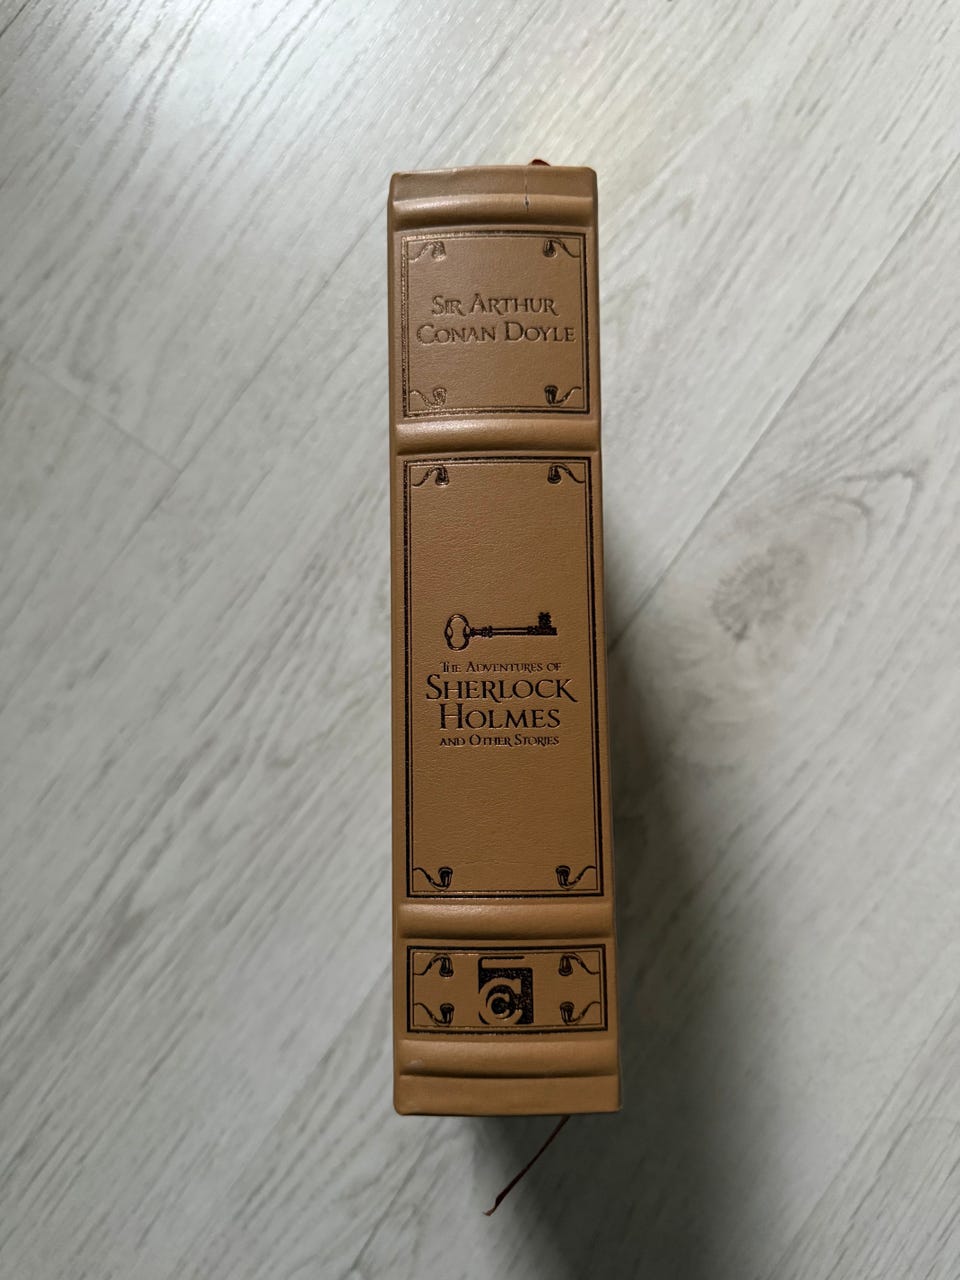 Sir Arthur
Conan Doyle
The Adventures of
Sherlock
Holmes
and Other Stories